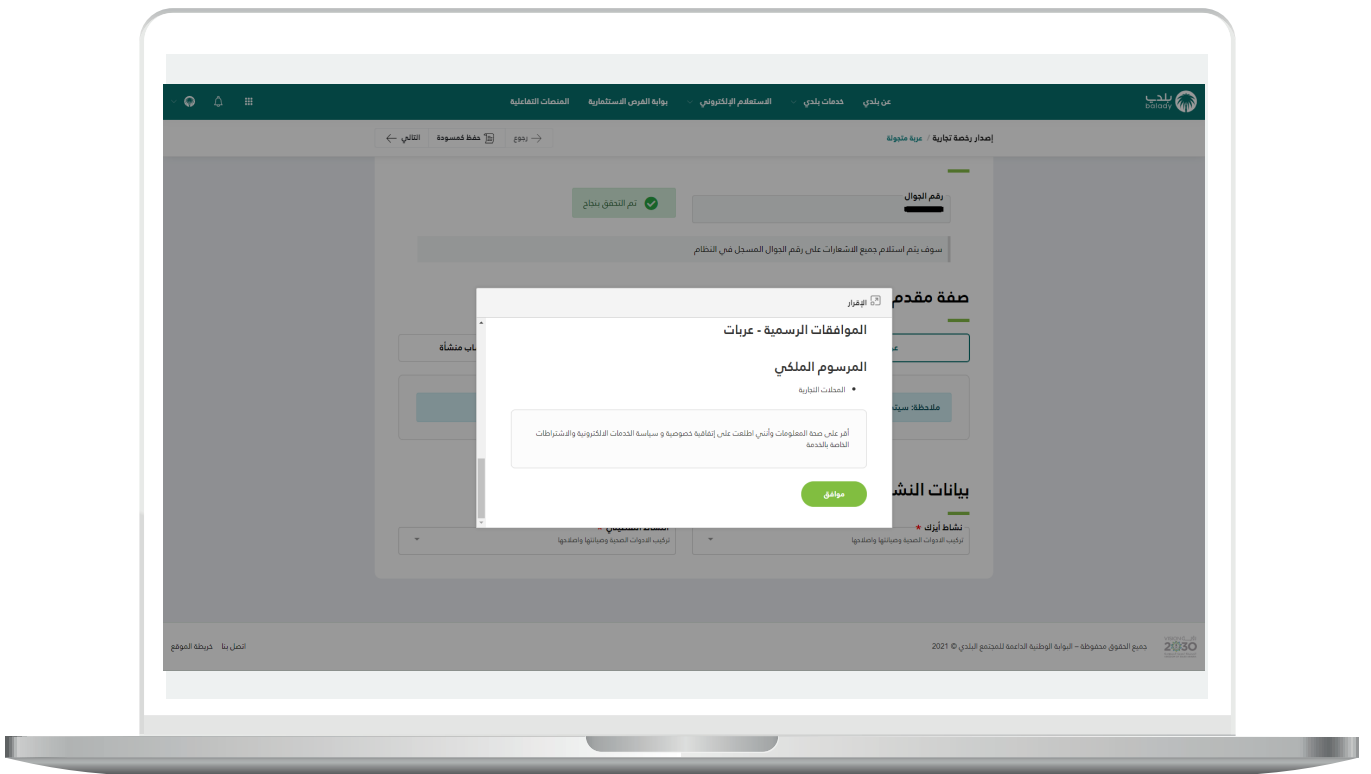 بلدي
balady
عن بلدي
خدمات بلدي
الاستعلام الإلكتروني
بوابة الفرص الاستثمارية
المنصات التفاعلية
إصدار رخصة تجارية / عربة متجولة
رجوع
حفظ كمسودة
التالي
رقم الجوال
تم التحقق بنجاح
سوف يتم استلام جميع الاشعارات على رقم الجوال المسجل في النظام
صفة مقدم
منشأة
ملاحظة:
الإقرار
الموافقات الرسمية - عربات
المرسوم الملكي
المحلات التجارية
أقر على صحة المعلومات وأنني اطلعت على إتفاقية خصوصية و سياسة الخدمات الالكترونية والاشتراطات
الخاصة بالخدمة
موافق
بيانات
نشاط أيزك *
تركيب الادوات الصحية وصيانتها واصلاحها
تركيب الادوات الصحية وصيانتها واصلاحها
جميع الحقوق محفوظة – البوابة الوطنية الداعمة للمجتمع البلدي © 2021
اتصل بنا
خريطة الموقع
2030